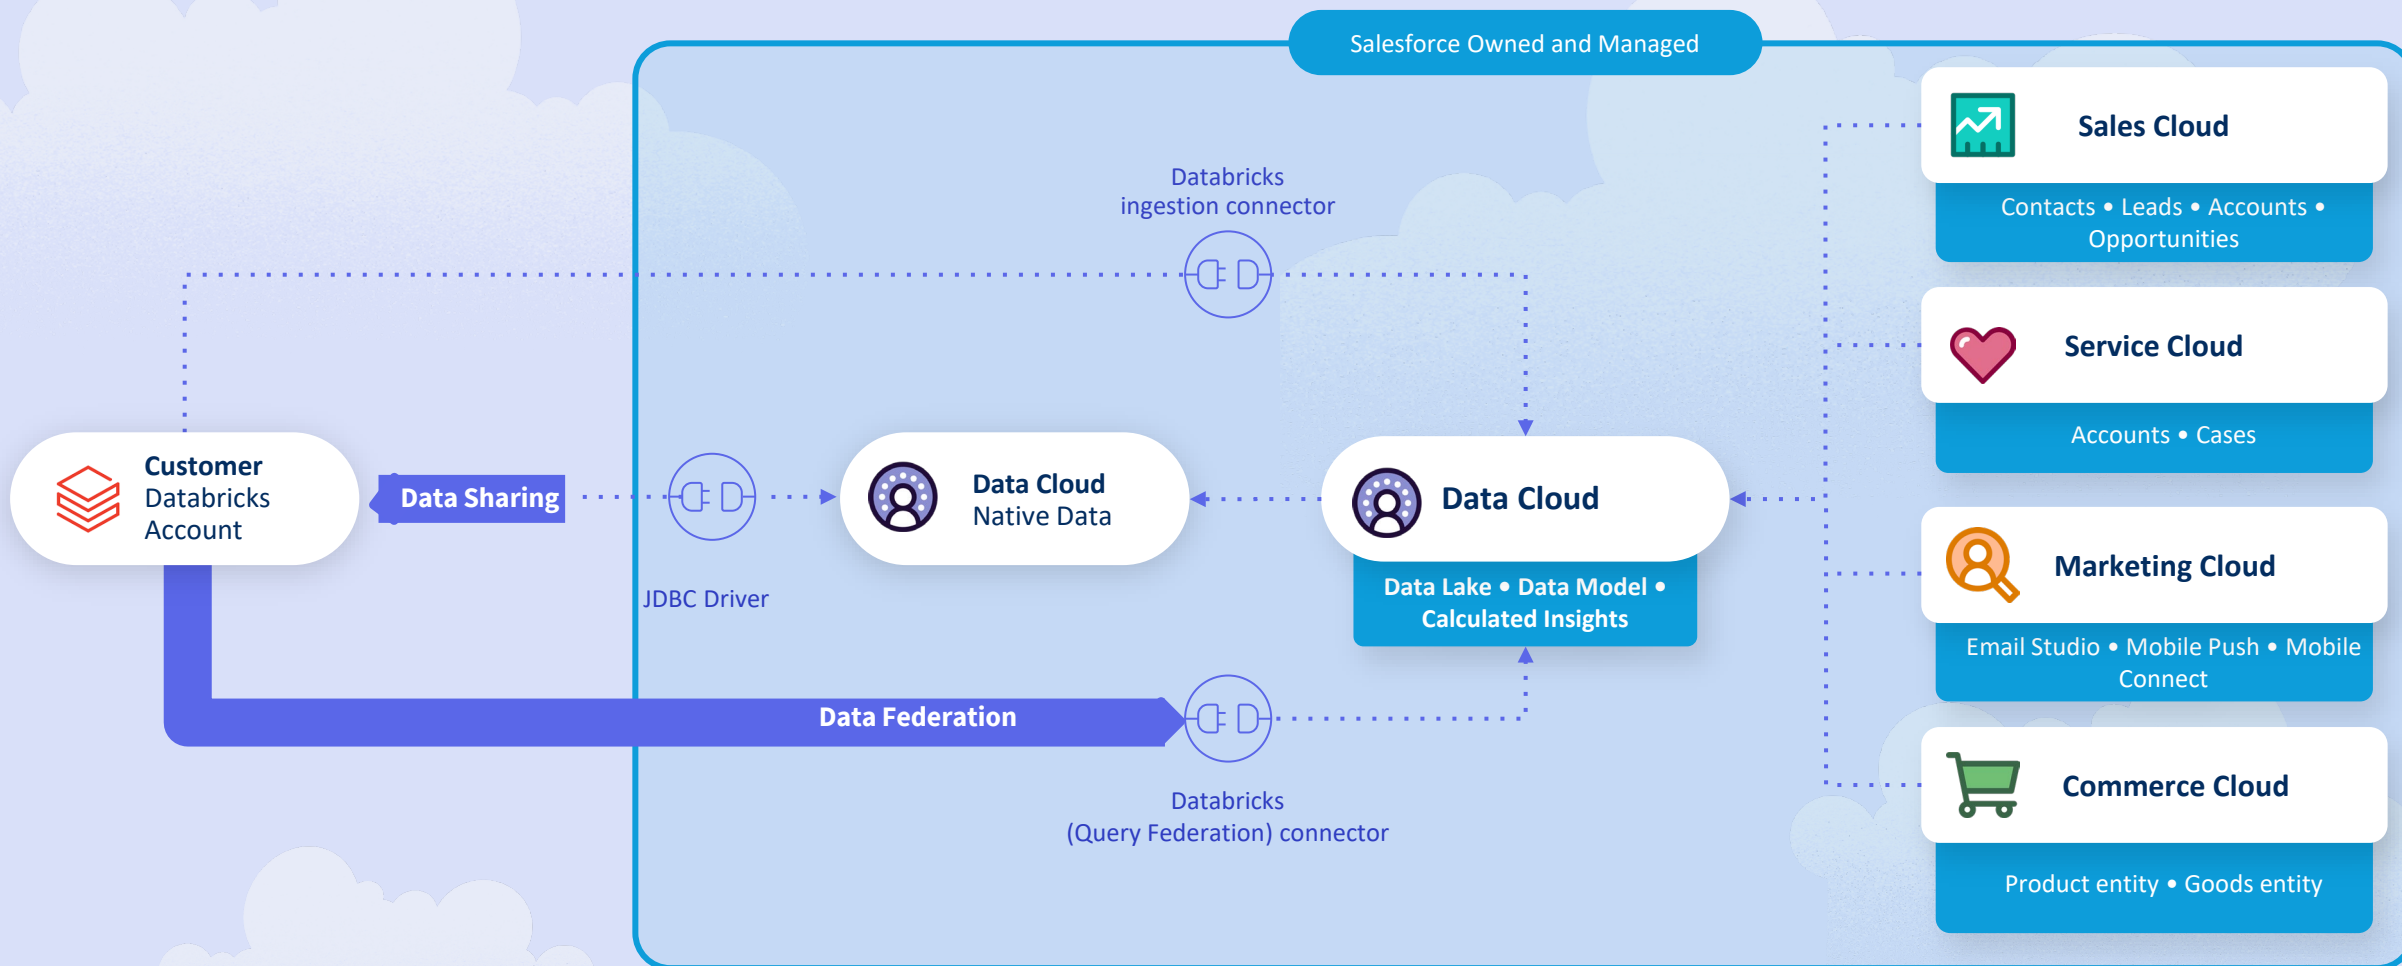 Salesforce Owned and Managed
Databricks
ingestion connector
Customer
Databricks
Account
Data Sharing
JDBC Driver
Data Cloud
Native Data
Data Cloud
Data Lake • Data Model •
Calculated Insights
Data Federation
Databricks
(Query Federation) connector
Sales Cloud
Contacts • Leads • Accounts •
Opportunities
Service Cloud
Accounts • Cases
Marketing Cloud
Email Studio • Mobile Push • Mobile
Connect
Commerce Cloud
Product entity • Goods entity